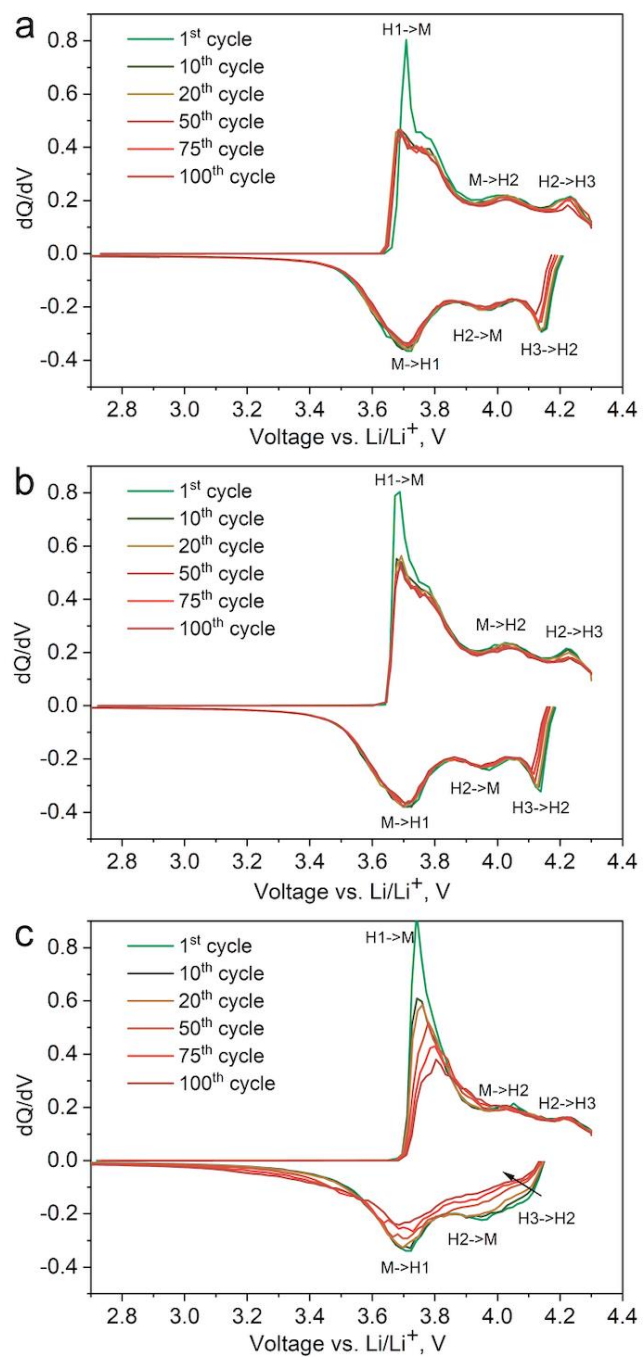 a
0.8
0.6
0.4
0.2
0.0
-0.2
-0.4
dQ/dV
1st cycle
10th cycle
20th cycle
50th cycle
75th cycle
100th cycle
H1->M
M->H2
H2->H3
M->H1
H2->M
H3->H2
2.8 3.0 3.2 3.4 3.6 3.8 4.0 4.2 4.4
Voltage vs. Li/Li+, V
b
0.8
0.6
0.4
0.2
0.0
-0.2
-0.4
dQ/dV
1st cycle
10th cycle
20th cycle
50th cycle
75th cycle
100th cycle
H1->M
M->H2
H2->H3
M->H1
H2->M
H3->H2
2.8 3.0 3.2 3.4 3.6 3.8 4.0 4.2 4.4
Voltage vs. Li/Li+, V
c
0.8
0.6
0.4
0.2
0.0
-0.2
-0.4
dQ/dV
1st cycle
10th cycle
20th cycle
50th cycle
75th cycle
100th cycle
H1->M
M->H2
H2->H3
M->H1
H2->M
H3->H2
2.8 3.0 3.2 3.4 3.6 3.8 4.0 4.2 4.4
Voltage vs. Li/Li+, V